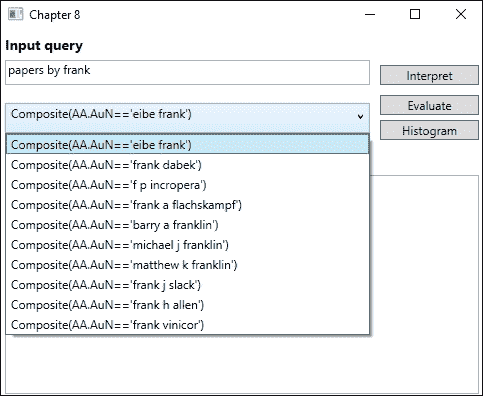 Chapter 8
Input query
papers by frank
Interpret
Composite(AA.AuN=='eibe frank')
Evaluate
Histogram
Composite(AA.AuN=='eibe frank')
Composite(AA.AuN=='frank dabek')
Composite(AA.AuN=='f p incropera')
Composite(AA.AuN=='frank a flachskampf')
Composite(AA.AuN=='barry a franklin')
Composite(AA.AuN=='michael j franklin')
Composite(AA.AuN=='matthew k franklin')
Composite(AA.AuN=='frank j slack')
Composite(AA.AuN=='frank h allen')
Composite(AA.AuN=='frank vinicor')